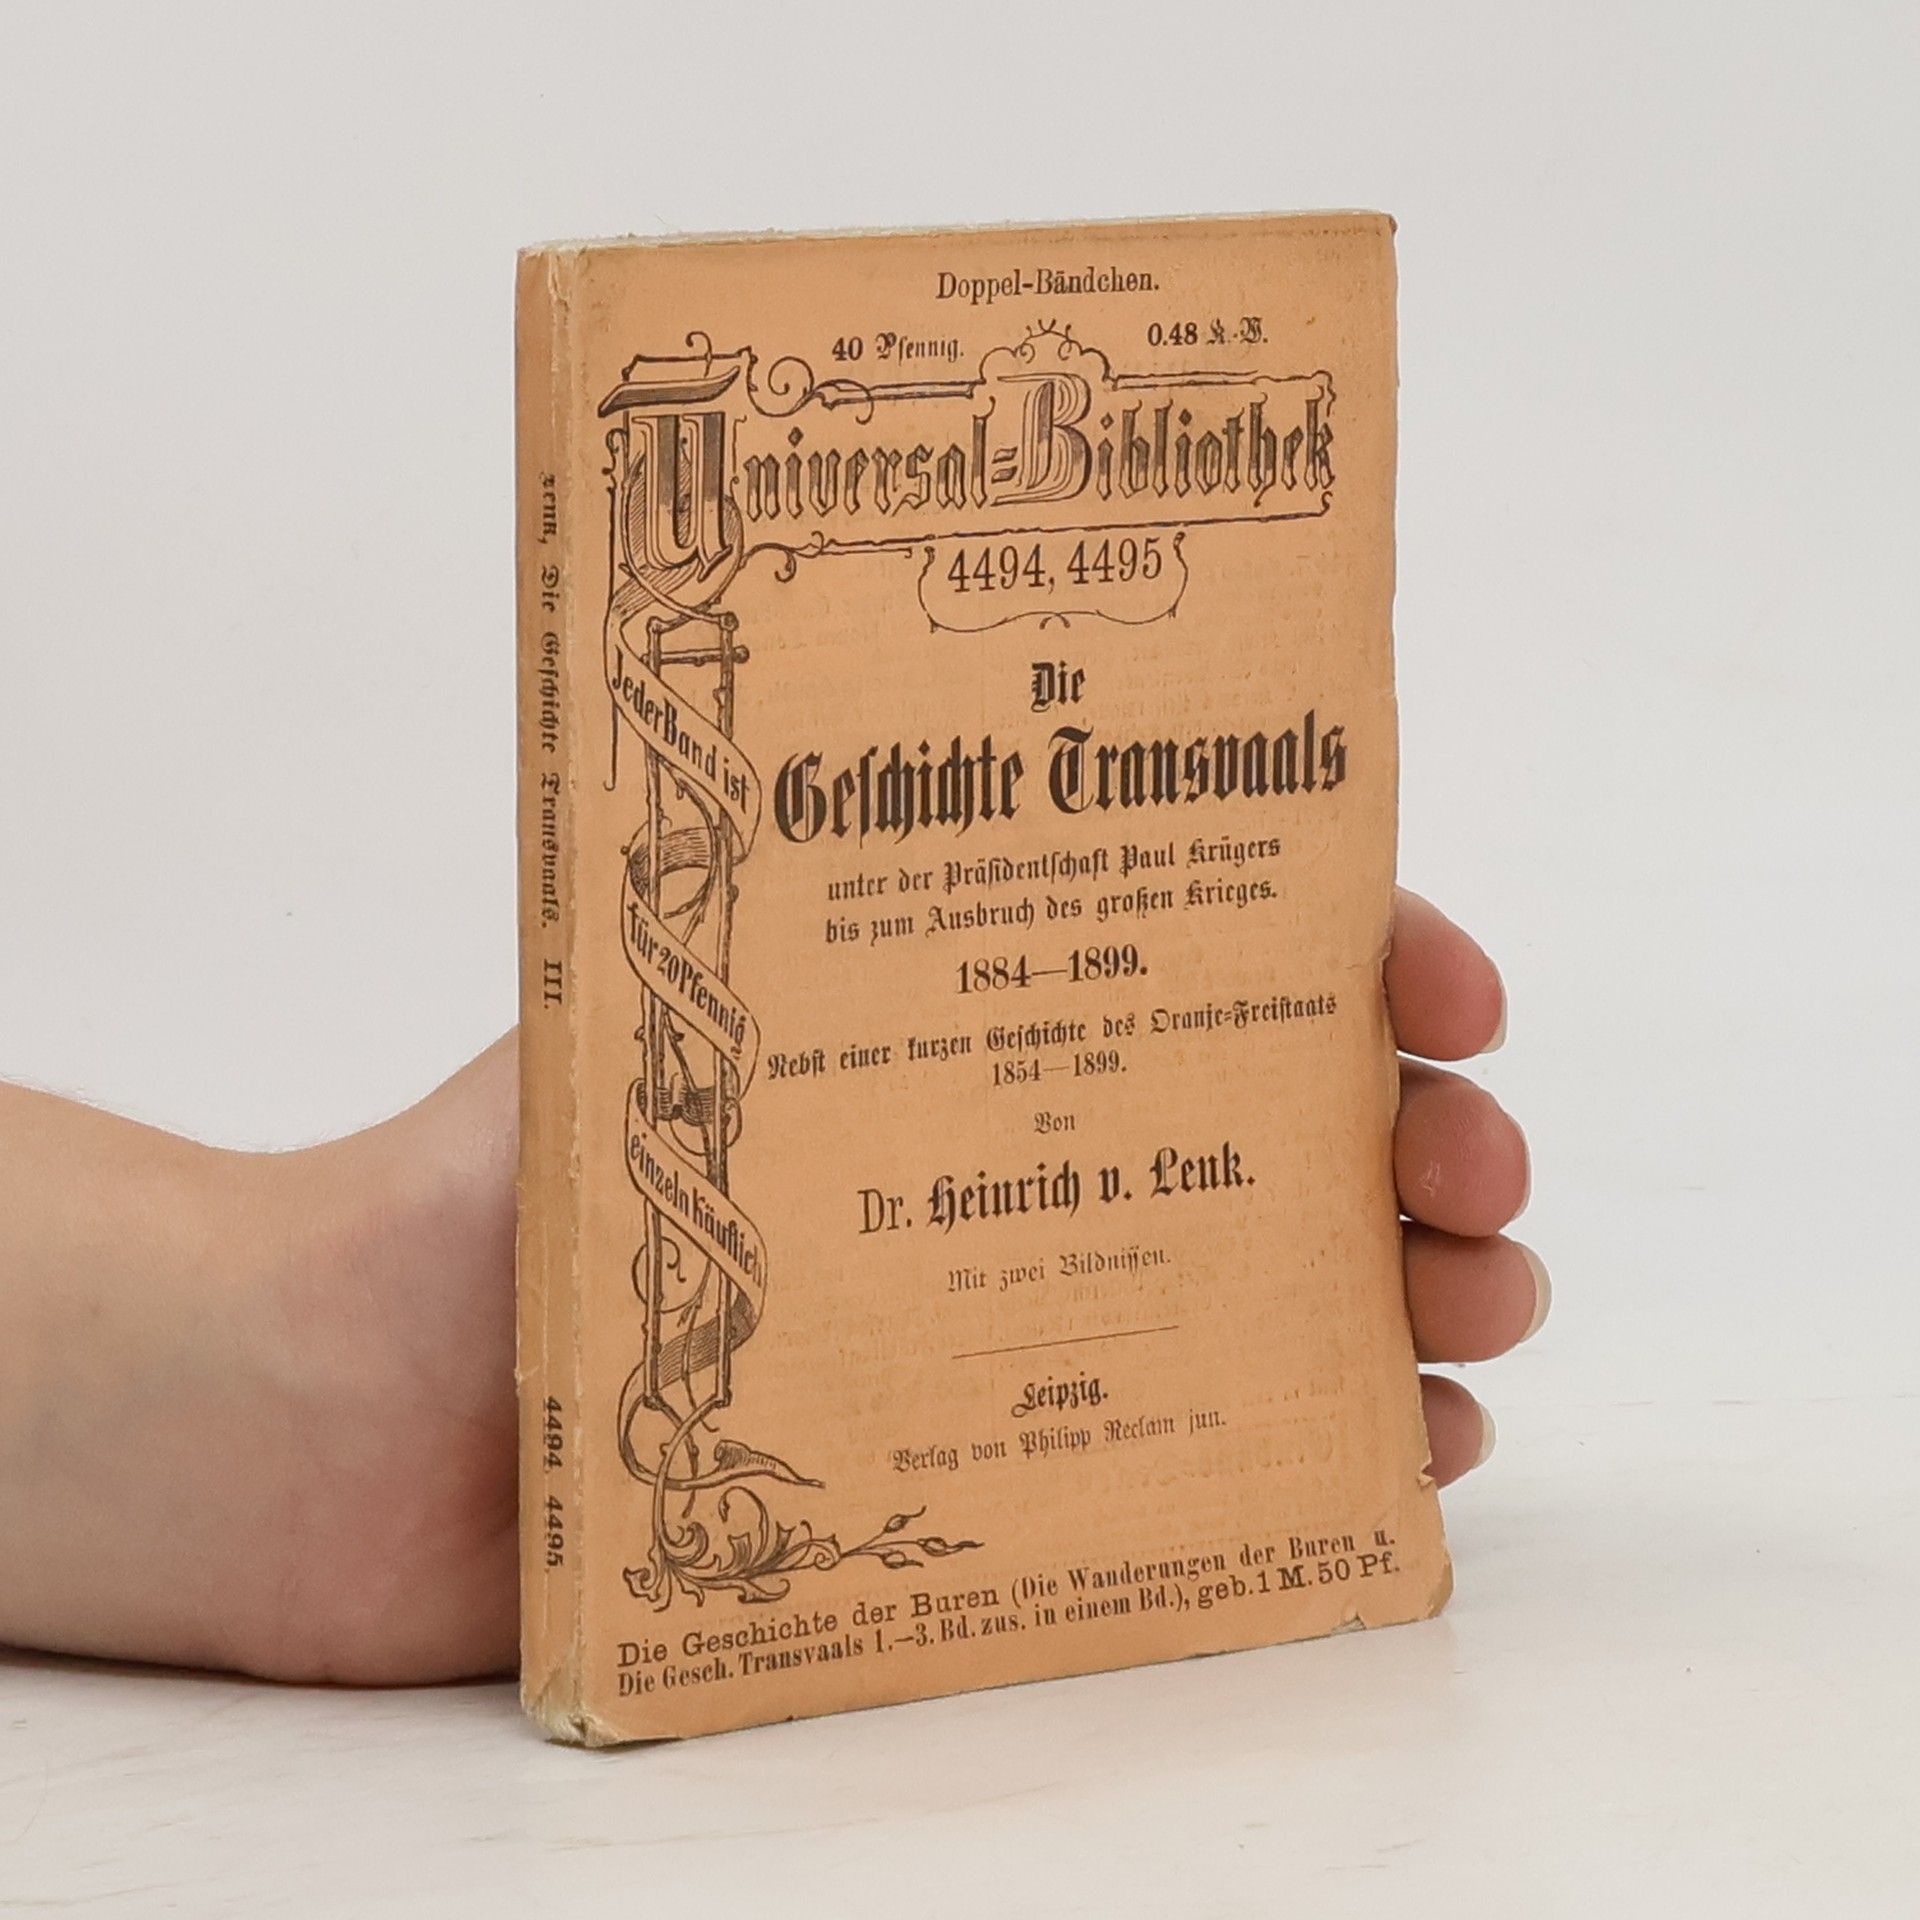 Doppel-Bändchen.
40 Pfennig. 0.48 K.-W.
Universal=Bibliothek
4494, 4495
Jeder Band ist
für 20 Pfennig
einzeln käuflich
Die
Geſchichte Transvaals
unter der Präſidentſchaft Paul Krügers
bis zum Ausbruch des großen Krieges.
1884—1899.
Nebſt einer kurzen Geſchichte des Oranje=Freiſtaats
1854—1899.
Von
Dr. Heinrich v. Lenk.
Mit zwei Bildniſſen.
Leipzig.
Verlag von Philipp Reclam jun.
Die Geschichte der Buren (Die Wanderungen der Buren u.
Die Gesch. Transvaals 1.—3. Bd. zus. in einem Bd.), geb. 1 M. 50 Pf.
Lenk, Die Geſchichte Transvaals. III. 4494. 4495.